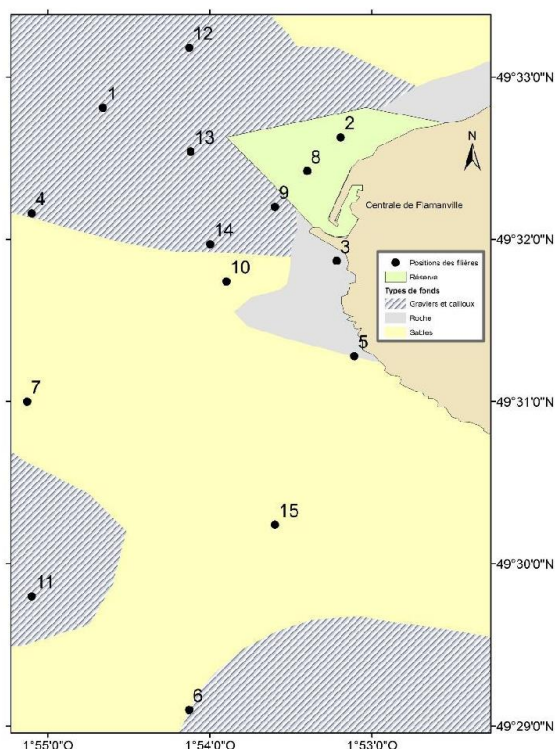 12
49°33'0"N
1
2
N
13
8
Centrale de Flamanville
9
4
14
3
49°32'0"N
10
Positions des filières
Réserve
Types de fonds
Graviers et cailloux
Roche
Sables
5
7
49°31'0"N
15
49°30'0"N
11
6
49°29'0"N
1°55'0"O
1°54'0"O
1°53'0"O